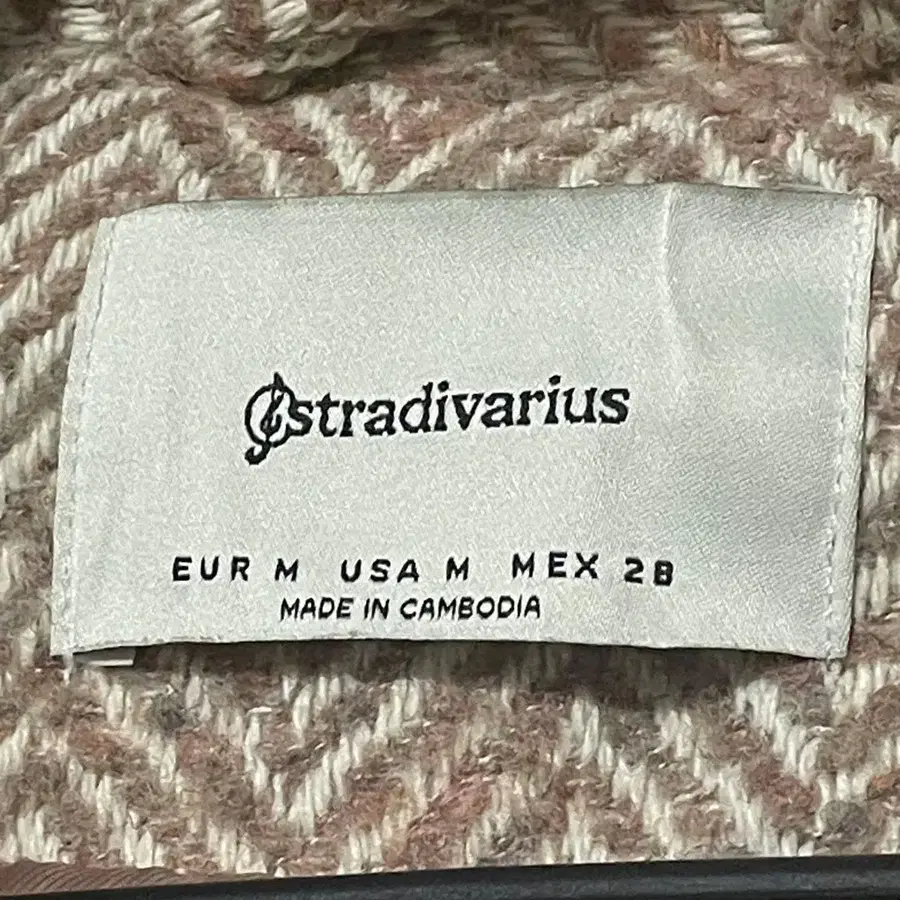 stradivarius
EUR M USA M MEX 28
MADE IN CAMBODIA